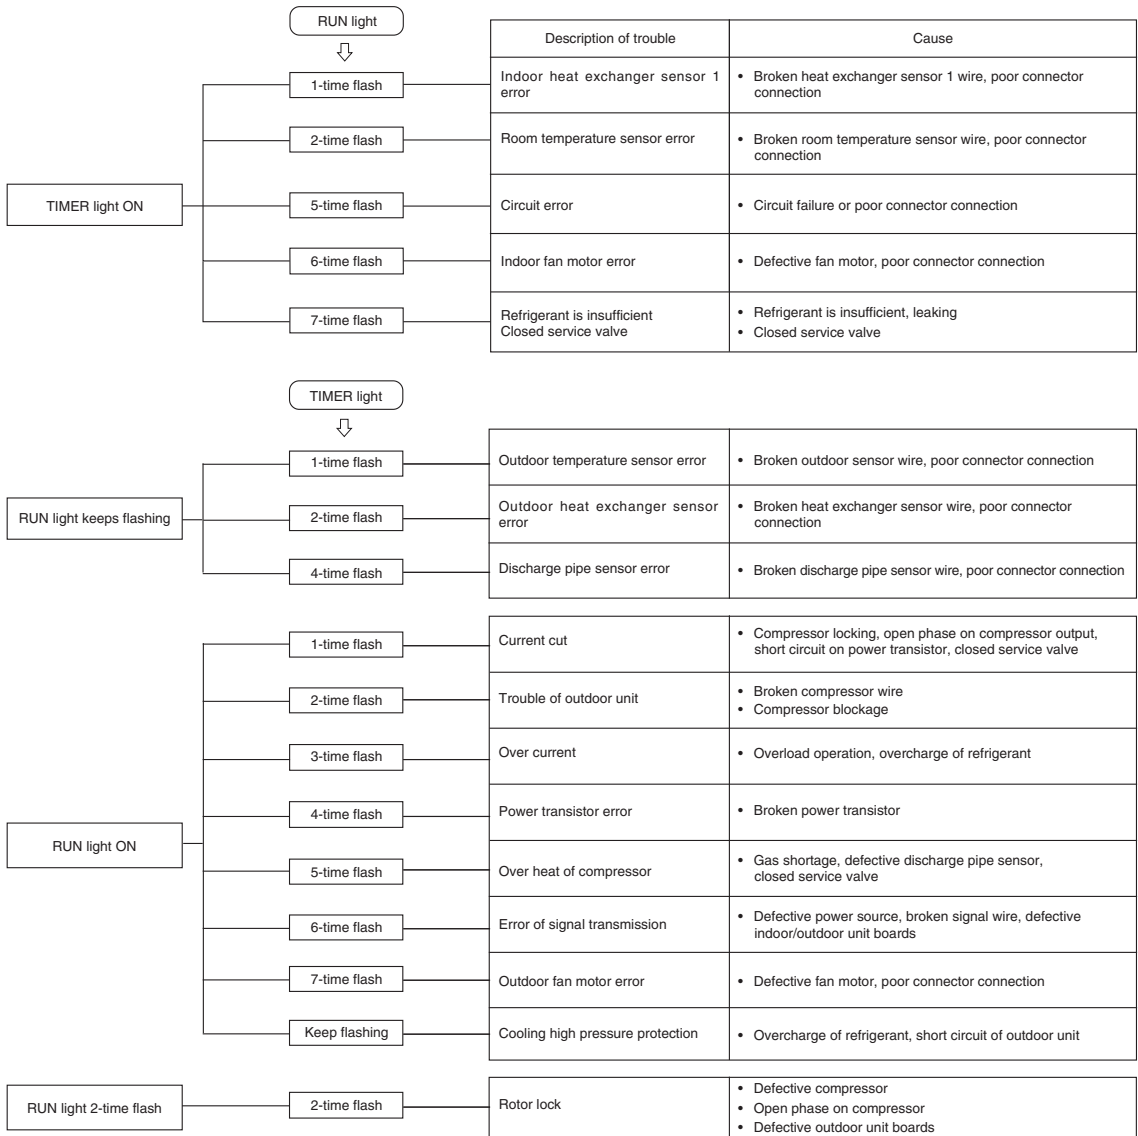 RUN light
Description of trouble
Cause
TIMER light ON
1-time flash
Indoor heat exchanger sensor 1
error
• Broken heat exchanger sensor 1 wire, poor connector
connection
2-time flash
Room temperature sensor error
• Broken room temperature sensor wire, poor connector
connection
5-time flash
Circuit error
• Circuit failure or poor connector connection
6-time flash
Indoor fan motor error
• Defective fan motor, poor connector connection
7-time flash
Refrigerant is insufficient
Closed service valve
• Refrigerant is insufficient, leaking
• Closed service valve
TIMER light
RUN light keeps flashing
1-time flash
Outdoor temperature sensor error
• Broken outdoor sensor wire, poor connector connection
2-time flash
Outdoor heat exchanger sensor
error
• Broken heat exchanger sensor wire, poor connector
connection
4-time flash
Discharge pipe sensor error
• Broken discharge pipe sensor wire, poor connector connection
RUN light ON
1-time flash
Current cut
• Compressor locking, open phase on compressor output,
short circuit on power transistor, closed service valve
2-time flash
Trouble of outdoor unit
• Broken compressor wire
• Compressor blockage
3-time flash
Over current
• Overload operation, overcharge of refrigerant
4-time flash
Power transistor error
• Broken power transistor
5-time flash
Over heat of compressor
• Gas shortage, defective discharge pipe sensor,
closed service valve
6-time flash
Error of signal transmission
• Defective power source, broken signal wire, defective
indoor/outdoor unit boards
7-time flash
Outdoor fan motor error
• Defective fan motor, poor connector connection
Keep flashing
Cooling high pressure protection
• Overcharge of refrigerant, short circuit of outdoor unit
RUN light 2-time flash
2-time flash
Rotor lock
• Defective compressor
• Open phase on compressor
• Defective outdoor unit boards